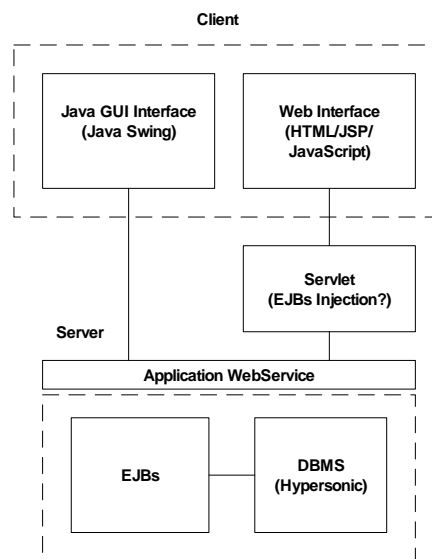 Client
Java GUI Interface
(Java Swing)
Web Interface
(HTML/JSP/
JavaScript)
Servlet
(EJBs Injection?)
Server
Application WebService
EJBs
DBMS
(Hypersonic)